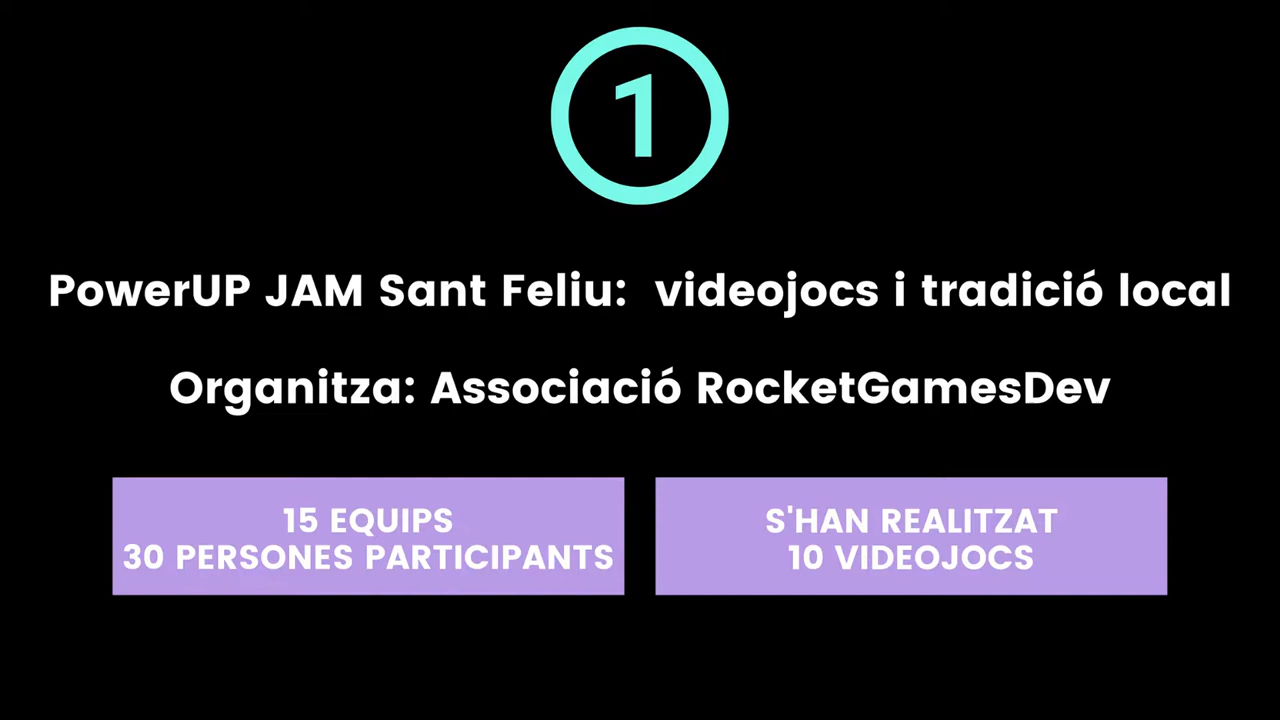 1
PowerUP JAM Sant Feliu:  videojocs i tradició local
Organitza: Associació RocketGamesDev
15 EQUIPS
30 PERSONES PARTICIPANTS
S'HAN REALITZAT
10 VIDEOJOCS